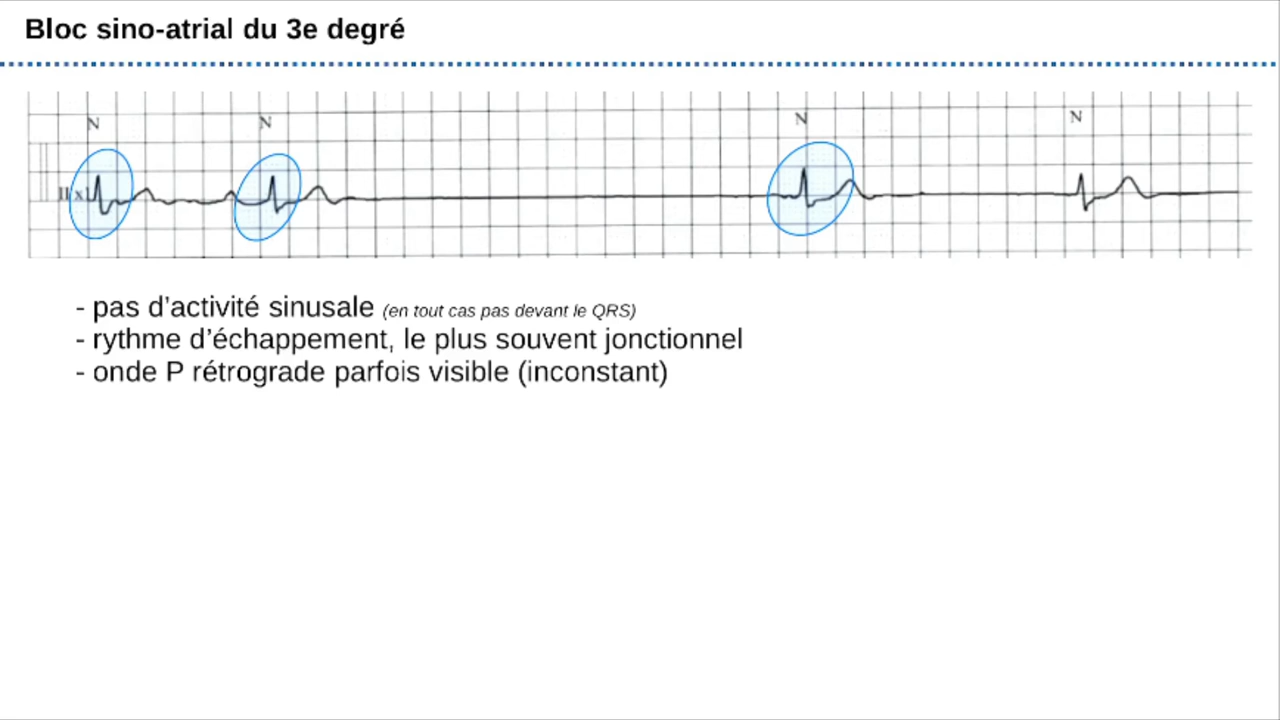 Bloc sino-atrial du 3e degré
N N N N
II x1
- pas d’activité sinusale (en tout cas pas devant le QRS)
- rythme d’échappement, le plus souvent jonctionnel
- onde P rétrograde parfois visible (inconstant)